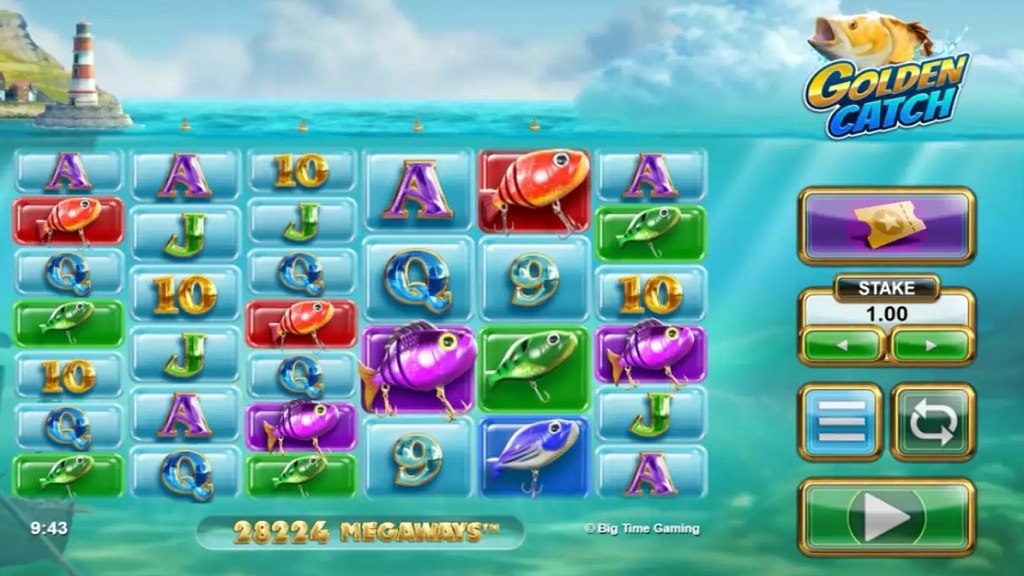 GOLDEN
CATCH
A A 10 A A
J J
Q 10 Q Q 9 10
J
10 Q
Q A 9 J
Q A
STAKE
1.00
9:43
28224 MEGAWAYS™
© Big Time Gaming